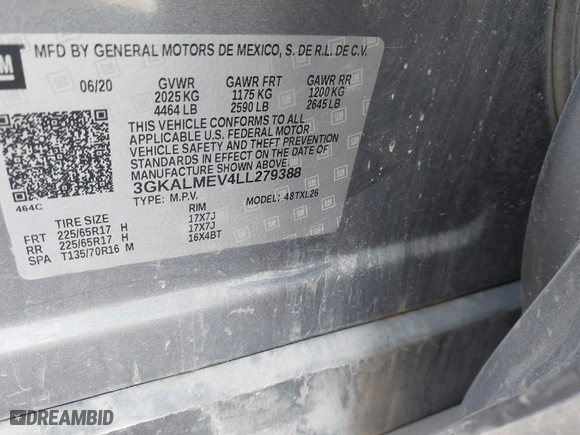 GM
MFD BY GENERAL MOTORS DE MEXICO, S. DE R.L. DE C.V.
06/20 GVWR GAWR FRT GAWR RR
2025 KG 1175 KG 1200 KG
4464 LB 2590 LB 2645 LB
THIS VEHICLE CONFORMS TO ALL
APPLICABLE U.S. FEDERAL MOTOR
VEHICLE SAFETY AND THEFT
PREVENTION STANDARDS
IN EFFECT ON THE DATE OF
MANUFACTURE SHOWN ABOVE.
3GKALMEV4LL279388
TYPE: M.P.V. MODEL: 48TXL26
464C
TIRE SIZE RIM
FRT 225/65R17 H 17X7J
RR 225/65R17 H 17X7J
SPA T135/70R16 M 16X4BT
DREAMBID